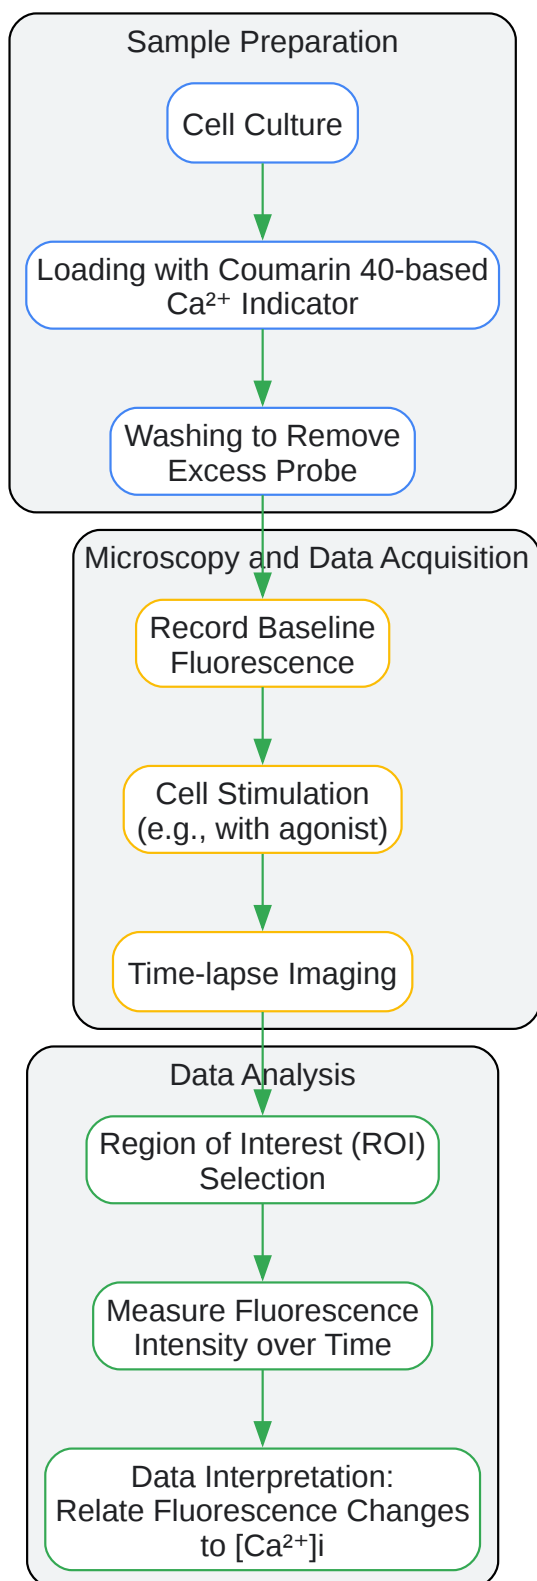 Sample Preparation
Cell Culture
Loading with Coumarin 40-based
Ca²⁺ Indicator
Washing to Remove
Excess Probe
Microscopy and Data Acquisition
Record Baseline
Fluorescence
Cell Stimulation
(e.g., with agonist)
Time-lapse Imaging
Data Analysis
Region of Interest (ROI)
Selection
Measure Fluorescence
Intensity over Time
Data Interpretation:
Relate Fluorescence Changes
to [Ca²⁺]i